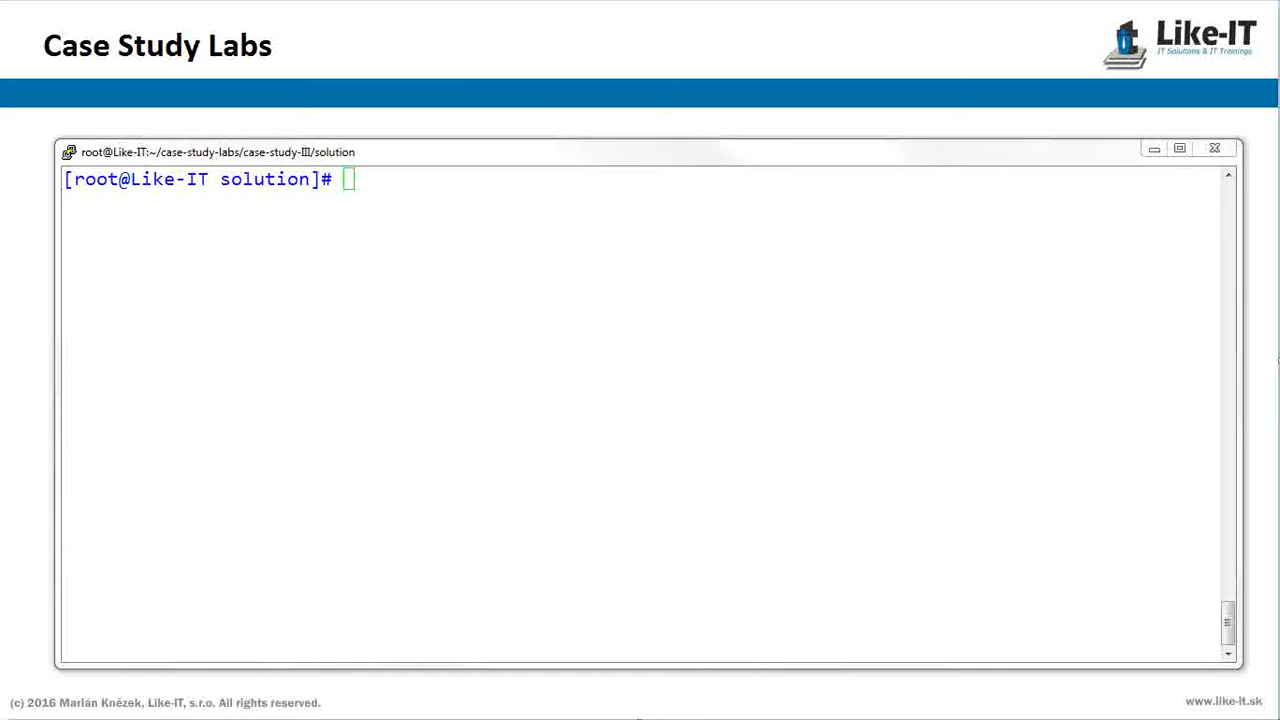 Case Study Labs
Like-IT
IT Solutions & IT Trainings
root@Like-IT:~/case-study-labs/case-study-III/solution
[root@Like-IT solution]#
(c) 2016 Marián Knězek, Like-IT, s.r.o. All rights reserved.
www.like-it.sk